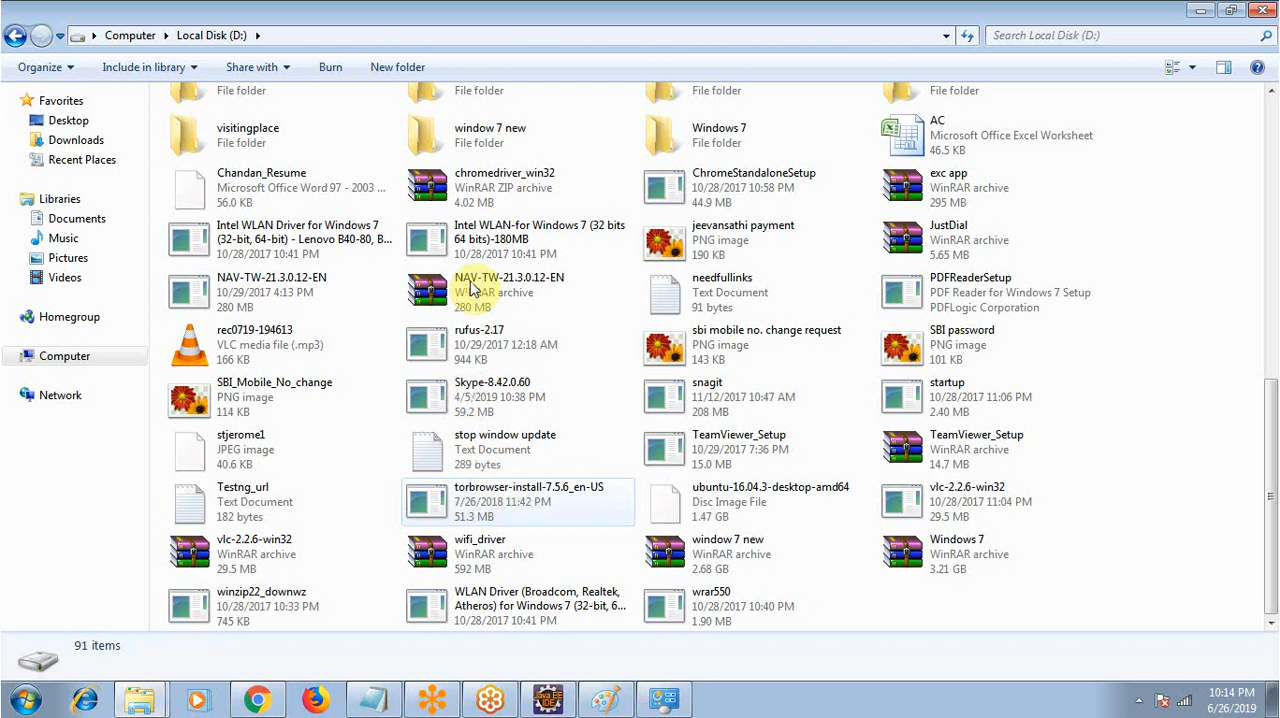 Computer
Local Disk (D:)
Search Local Disk (D:)
Organize
Include in library
Share with
Burn
New folder
Favorites
Desktop
Downloads
Recent Places
Libraries
Documents
Music
Pictures
Videos
Homegroup
Computer
Network
File folder
File folder
File folder
File folder
visitingplace
File folder
window 7 new
File folder
Windows 7
File folder
AC
Microsoft Office Excel Worksheet
46.5 KB
Chandan_Resume
Microsoft Office Word 97 - 2003 ...
chromedriver_win32
WinRAR ZIP archive
4.02 MB
ChromeStandaloneSetup
10/28/2017 10:58 PM
44.9 MB
exc app
WinRAR archive
295 MB
Intel WLAN Driver for Windows 7
(32-bit, 64-bit) - Lenovo B40-80, B...
10/28/2017 10:41 PM
Intel WLAN-for Windows 7 (32 bits
64 bits)-180MB
10/28/2017 10:41 PM
jeevansathi payment
PNG image
190 KB
JustDial
WinRAR archive
5.65 MB
NAV-TW-21.3.0.12-EN
10/29/2017 4:13 PM
280 MB
NAV-TW-21.3.0.12-EN
WinRAR archive
280 MB
needfullinks
Text Document
91 bytes
PDFReaderSetup
PDF Reader for Windows 7 Setup
PDFLogic Corporation
rec0719-194613
VLC media file (.mp3)
166 KB
rufus-2.17
10/29/2017 12:18 AM
944 KB
sbi mobile no. change request
PNG image
143 KB
SBI password
PNG image
101 KB
SBI_Mobile_No_change
PNG image
114 KB
Skype-8.42.0.60
4/5/2019 10:38 PM
59.2 MB
snagit
11/12/2017 10:47 AM
208 MB
startup
10/28/2017 11:06 PM
2.40 MB
stjerome1
JPEG image
40.6 KB
stop window update
Text Document
289 bytes
TeamViewer_Setup
10/29/2017 7:36 PM
15.0 MB
TeamViewer_Setup
WinRAR archive
14.7 MB
Testng_url
Text Document
182 bytes
torbrowser-install-7.5.6_en-US
7/26/2018 11:42 PM
51.3 MB
ubuntu-16.04.3-desktop-amd64
Disc Image File
1.47 GB
vlc-2.2.6-win32
10/28/2017 11:04 PM
29.5 MB
vlc-2.2.6-win32
WinRAR archive
29.5 MB
wifi_driver
WinRAR archive
592 MB
window 7 new
WinRAR archive
2.68 GB
Windows 7
WinRAR archive
3.21 GB
winzip22_downwz
10/28/2017 10:33 PM
745 KB
WLAN Driver (Broadcom, Realtek,
Atheros) for Windows 7 (32-bit, 6...
10/28/2017 10:41 PM
wrar550
10/28/2017 10:40 PM
1.90 MB
91 items
Java EE
IDE
10:14 PM
6/26/2019